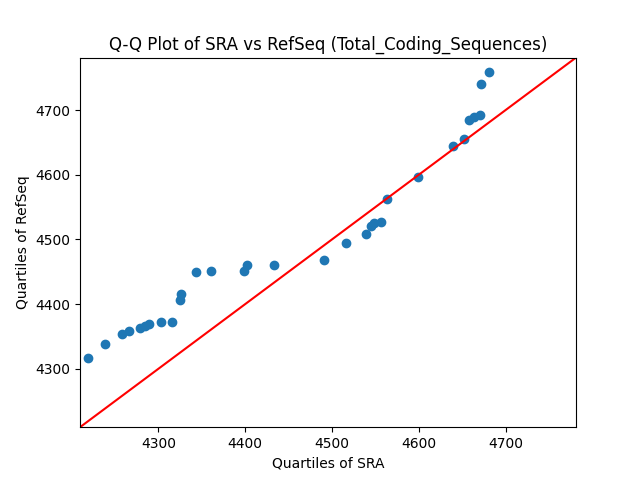 Q-Q Plot of SRA vs RefSeq (Total_Coding_Sequences)
Quartiles of RefSeq
4700
4600
4500
4400
4300
4300 4400 4500 4600 4700
Quartiles of SRA